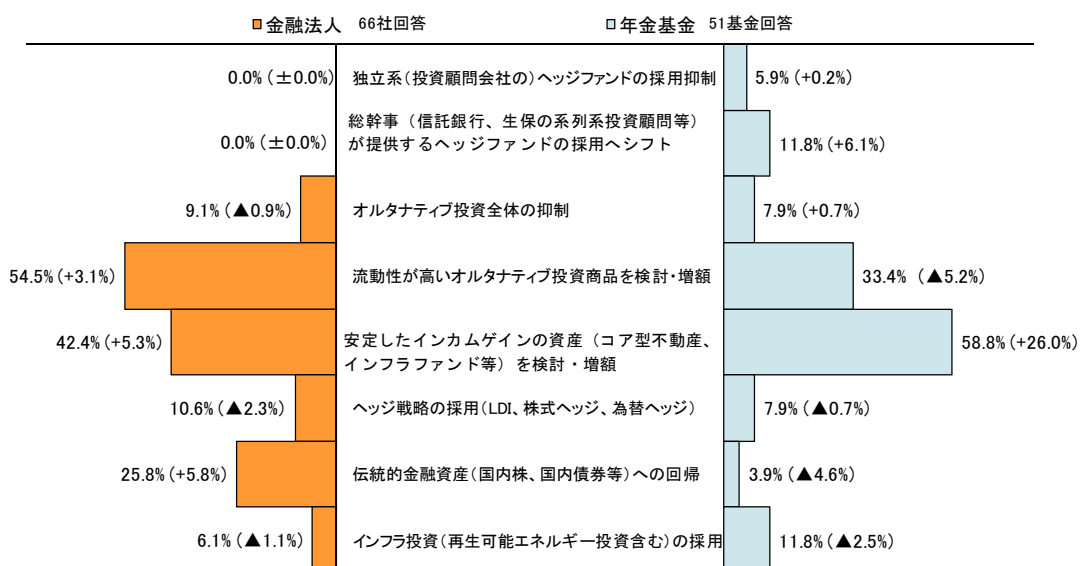 金融法人 66社回答 年金基金 51基金回答
0.0%(±0.0%) 独立系(投資顧問会社の)ヘッジファンドの採用抑制 5.9%(+0.2%)
総幹事(信託銀行、生保の系列系投資顧問等)
0.0%(±0.0%) が提供するヘッジファンドの採用へシフト 11.8%(+6.1%)
9.1%(▲0.9%) オルタナティブ投資全体の抑制 7.9%(+0.7%)
54.5%(+3.1%) 流動性が高いオルタナティブ投資商品を検討・増額 33.4% (▲5.2%)
42.4%(+5.3%) 安定したインカムゲインの資産(コア型不動産、 58.8%(+26.0%)
インフラファンド等)を検討・増額
10.6%(▲2.3%) ヘッジ戦略の採用(LDI、株式ヘッジ、為替ヘッジ) 7.9%(▲0.7%)
25.8%(+5.8%) 伝統的金融資産(国内株、国内債券等)への回帰 3.9%(▲4.6%)
6.1%(▲1.1%) インフラ投資(再生可能エネルギー投資含む)の採用 11.8%(▲2.5%)